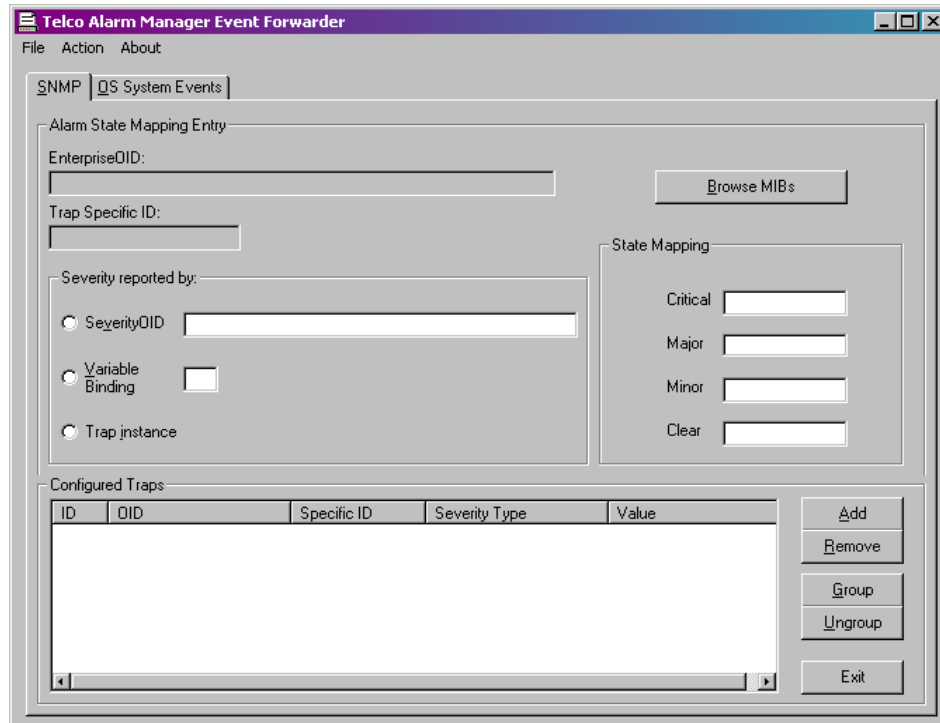 Telco Alarm Manager Event Forwarder
File Action About
SNMP OS System Events
Alarm State Mapping Entry
EnterpriseOID:
Browse MIBs
Trap Specific ID:
State Mapping
Severity reported by:
Critical
SeverityOID
Major
Variable
Binding
Minor
Trap instance
Clear
Configured Traps
ID OID Specific ID Severity Type Value
Add
Remove
Group
Ungroup
Exit